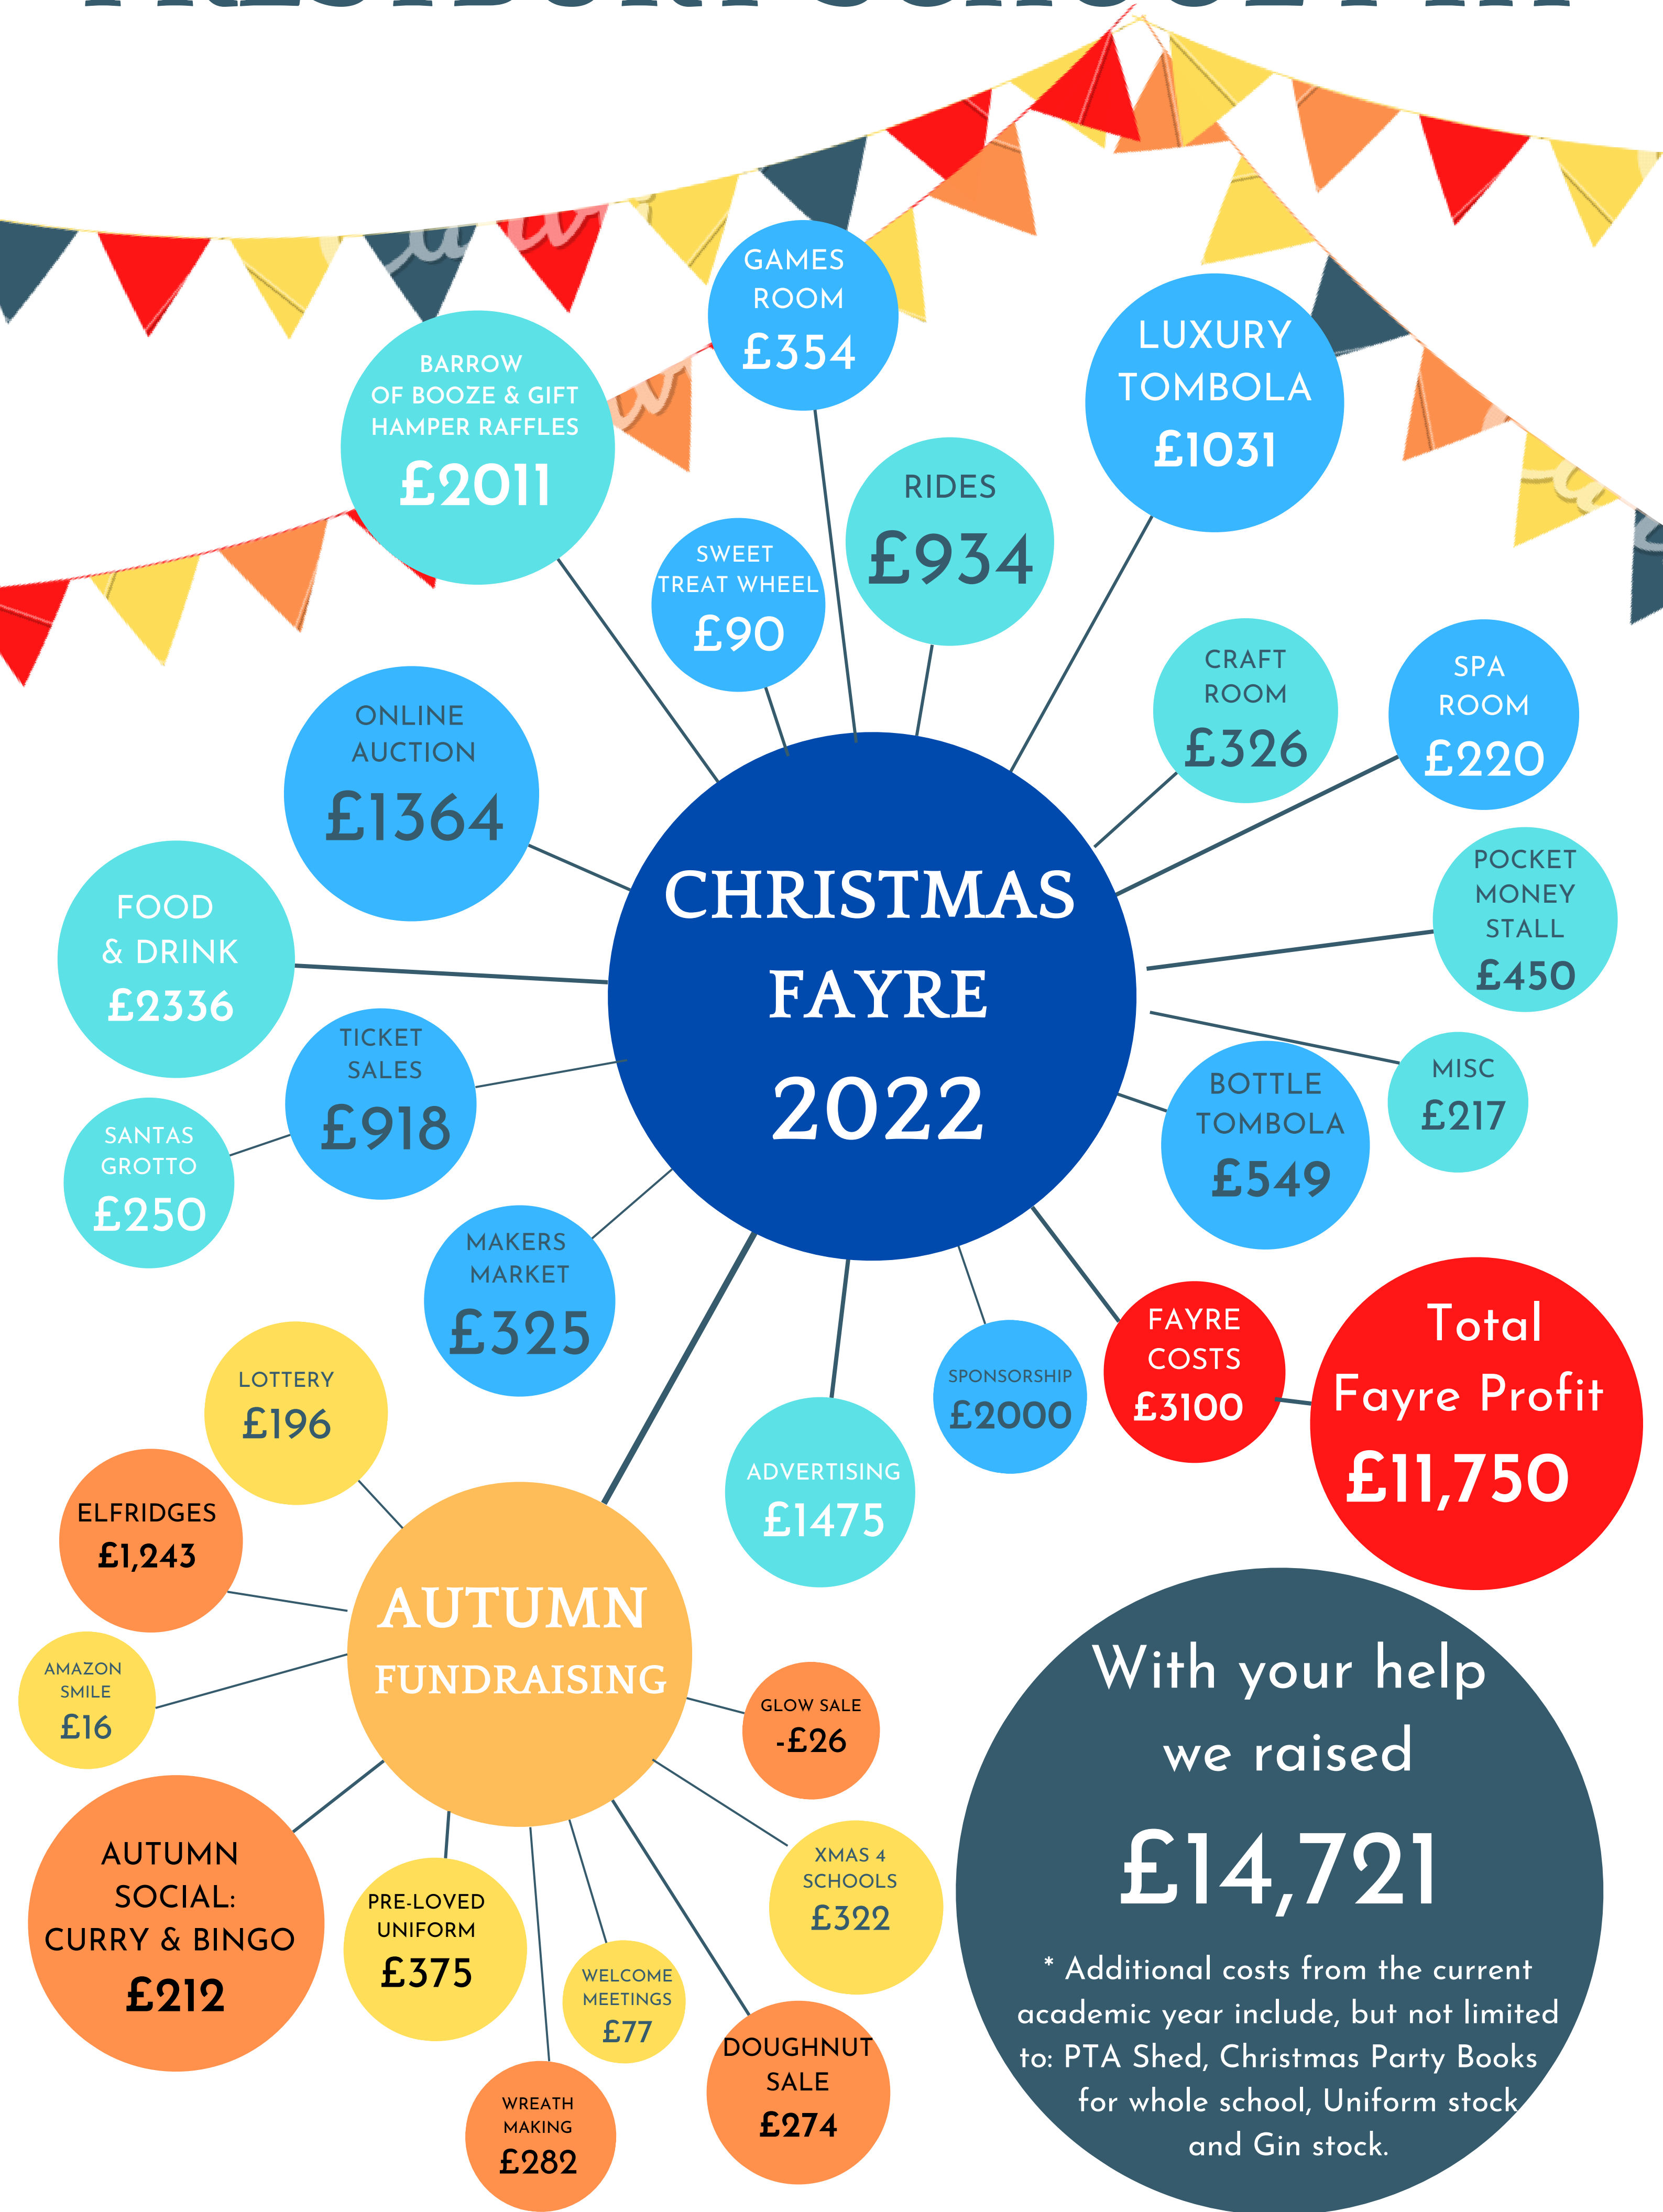 GAMES
ROOM
£354
LUXURY
TOMBOLA
£1031
BARROW
OF BOOZE & GIFT
HAMPER RAFFLES
£2011
RIDES
£934
SWEET
TREAT WHEEL
£90
CRAFT
ROOM
£326
SPA
ROOM
£220
ONLINE
AUCTION
£1364
POCKET
MONEY
STALL
£450
FOOD
& DRINK
£2336
CHRISTMAS
FAYRE
2022
TICKET
SALES
£918
MISC
£217
BOTTLE
TOMBOLA
£549
SANTAS
GROTTO
£250
MAKERS
MARKET
£325
FAYRE
COSTS
£3100
Total
Fayre Profit
£11,750
SPONSORSHIP
£2000
ADVERTISING
£1475
LOTTERY
£196
ELFRIDGES
£1,243
AUTUMN
FUNDRAISING
AMAZON
SMILE
£16
GLOW SALE
-£26
AUTUMN
SOCIAL:
CURRY & BINGO
£212
PRE-LOVED
UNIFORM
£375
XMAS 4
SCHOOLS
£322
WELCOME
MEETINGS
£77
DOUGHNUT
SALE
£274
WREATH
MAKING
£282
With your help
we raised
£14,721
* Additional costs from the current
academic year include, but not limited
to: PTA Shed, Christmas Party Books
for whole school, Uniform stock
and Gin stock.